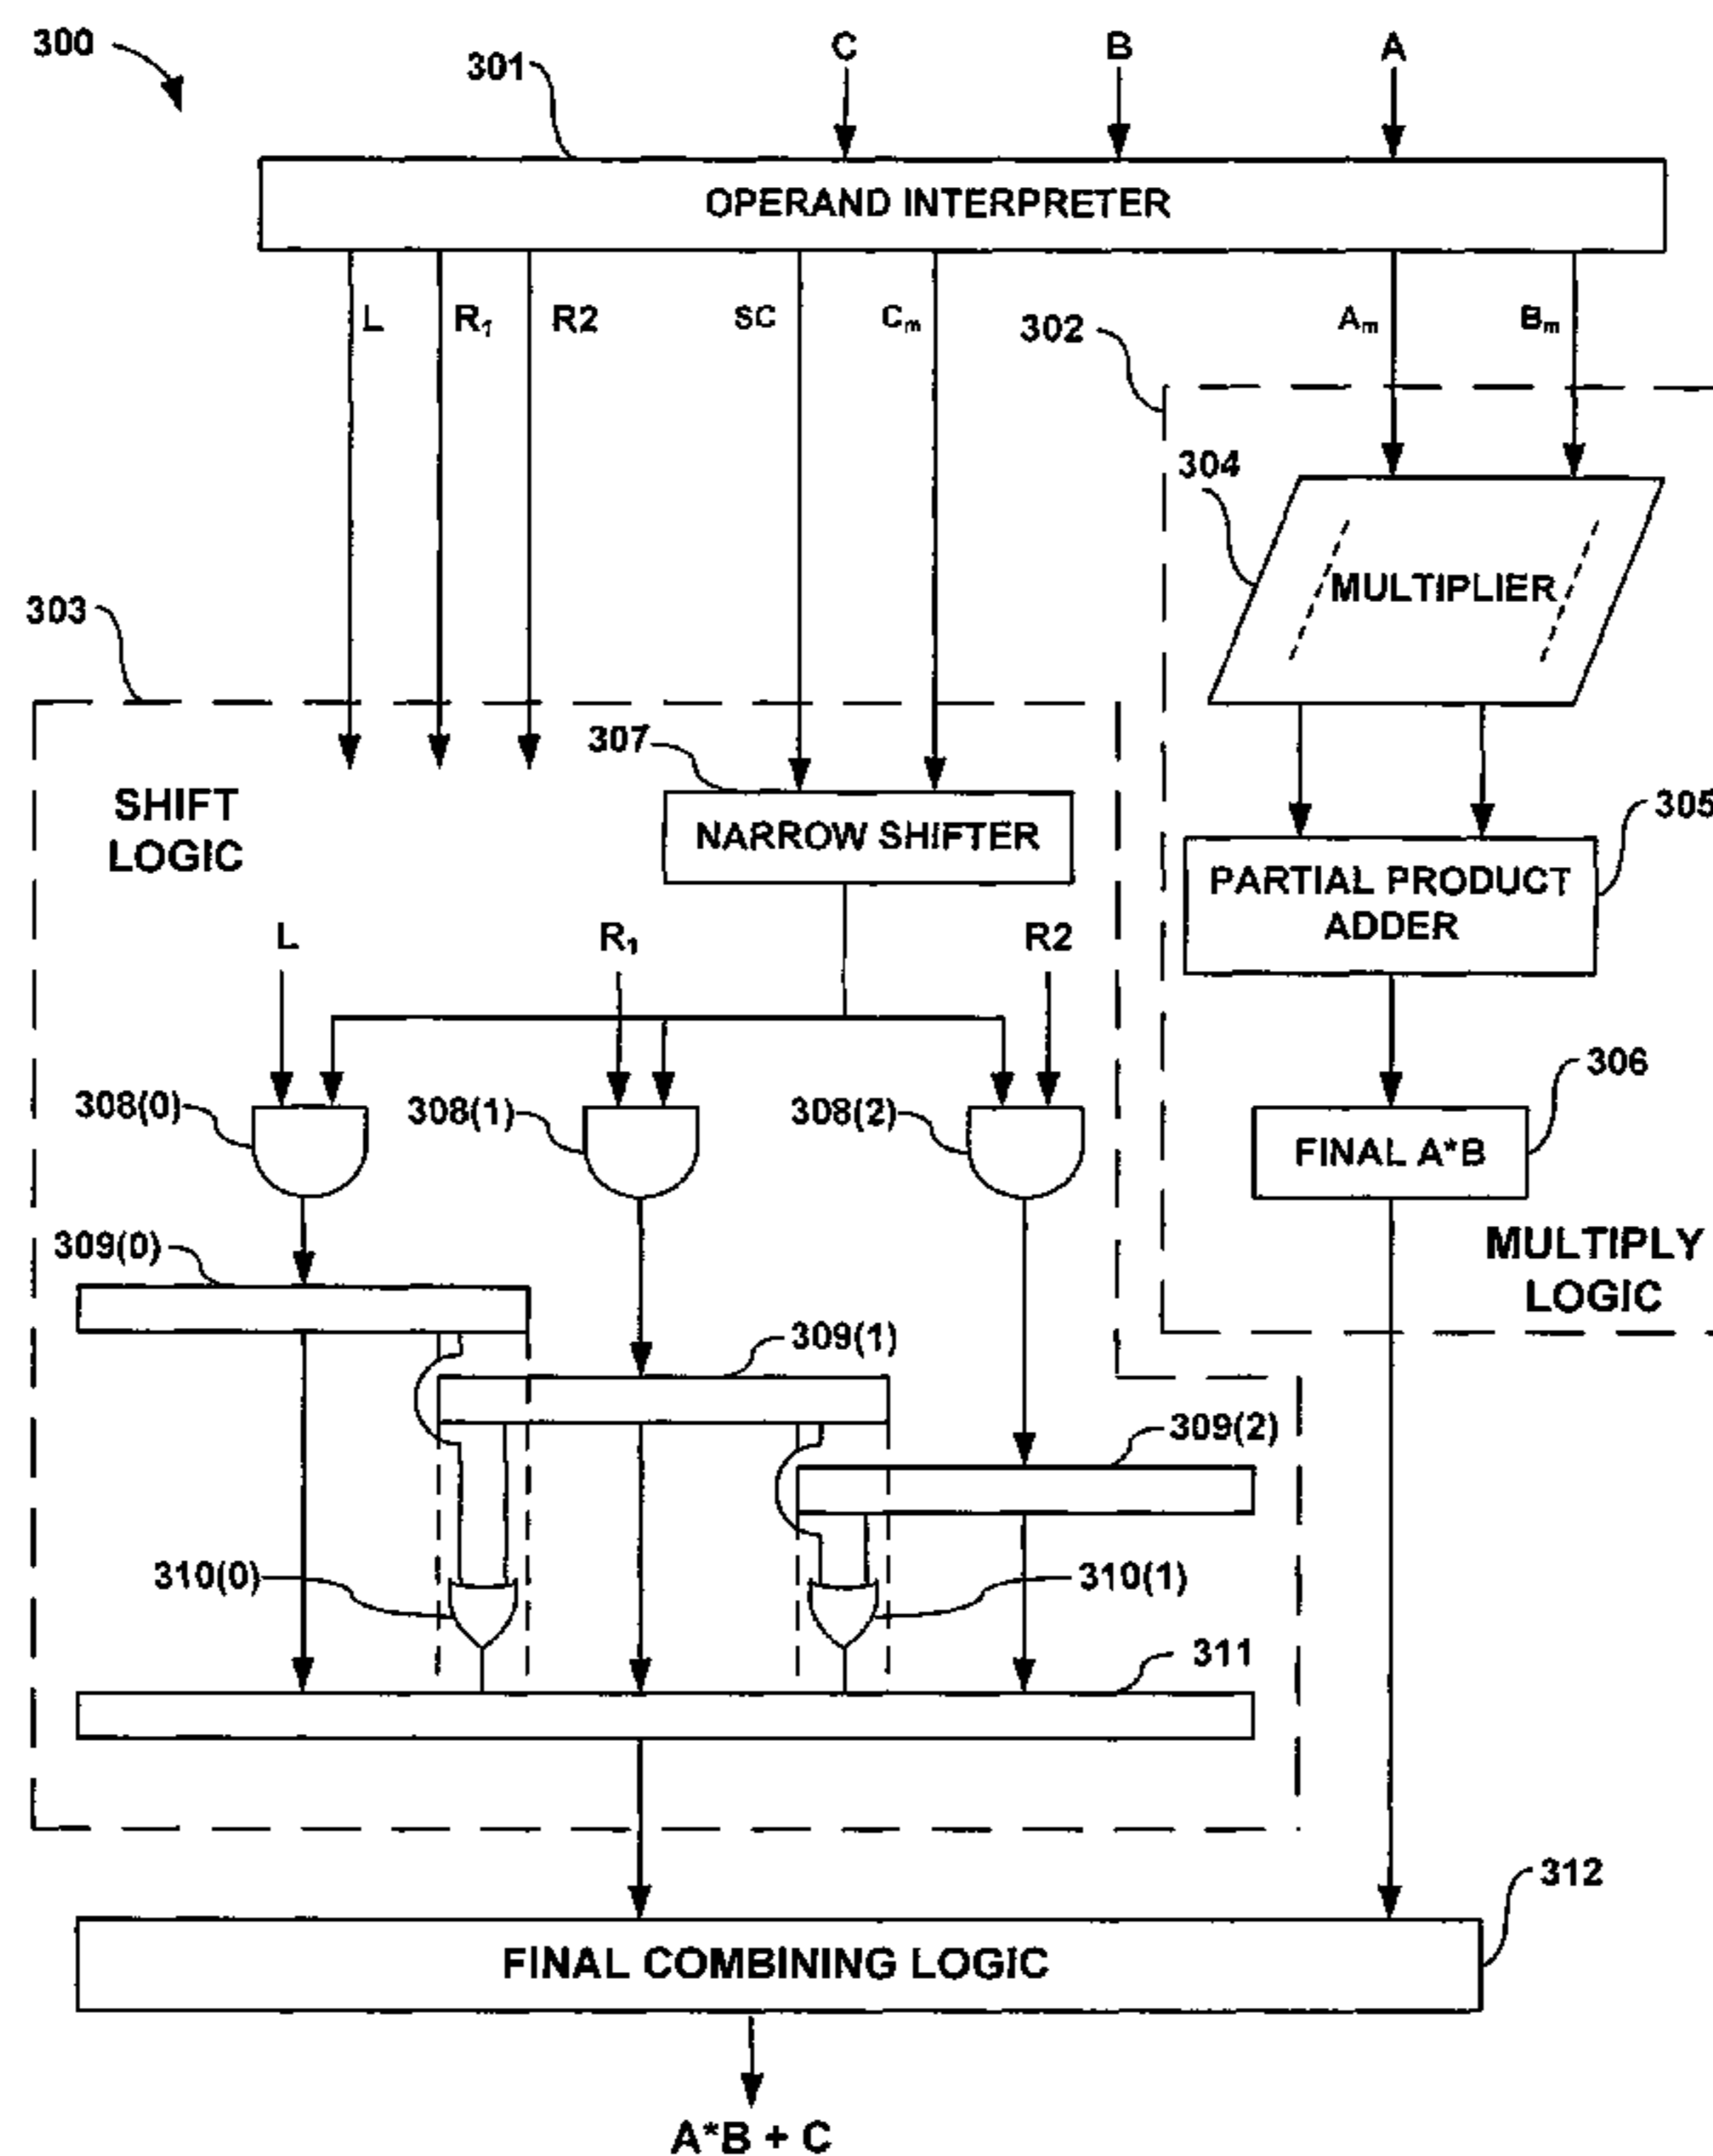 300
301
C
B
A
OPERAND INTERPRETER
L
R₁
R2
SC
Cₘ
302
Aₘ
Bₘ
304
MULTIPLIER
303
307
SHIFT
LOGIC
NARROW SHIFTER
305
PARTIAL PRODUCT
ADDER
L
R₁
R2
306
308(0)
308(1)
308(2)
FINAL A*B
309(0)
MULTIPLY
LOGIC
309(1)
309(2)
310(0)
310(1)
311
312
FINAL COMBINING LOGIC
A*B + C